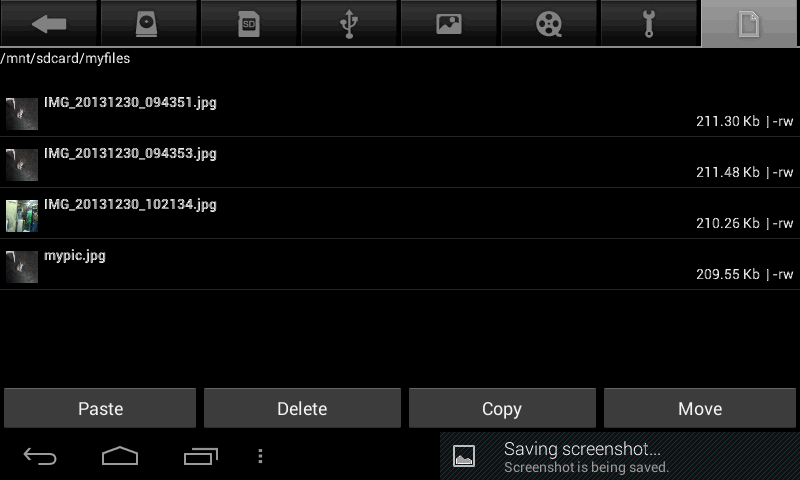 SD
/mnt/sdcard/myfiles
IMG_20131230_094351.jpg
211.30 Kb | -rw
IMG_20131230_094353.jpg
211.48 Kb | -rw
IMG_20131230_102134.jpg
210.26 Kb | -rw
mypic.jpg
209.55 Kb | -rw
Paste Delete Copy Move
Saving screenshot...
Screenshot is being saved.